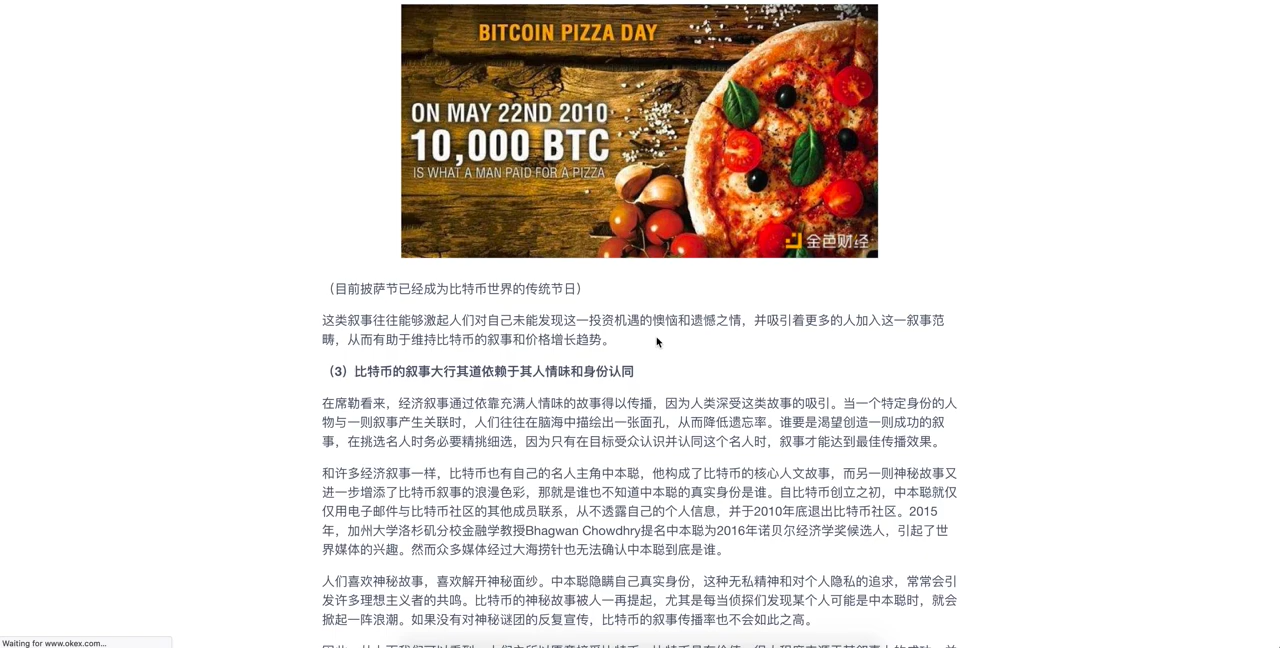 BITCOIN PIZZA DAY
ON MAY 22ND 2010
10,000 BTC
IS WHAT A MAN PAID FOR A PIZZA
金色财经
（目前披萨节已经成为比特币世界的传统节日）
这类叙事往往能够激起人们对自己未能发现这一投资机遇的懊恼和遗憾之情，并吸引着更多的人加入这一叙事范
畴，从而有助于维持比特币的叙事和价格增长趋势。
（3）比特币的叙事大行其道依赖于其人情味和身份认同
在席勒看来，经济叙事通过依靠充满人情味的故事得以传播，因为人类深受这类故事的吸引。当一个特定身份的人
物与一则叙事产生关联时，人们往往在脑海中描绘出一张面孔，从而降低遗忘率。谁要是渴望创造一则成功的叙
事，在挑选名人时务必要精挑细选，因为只有在目标受众认识并认同这个名人时，叙事才能达到最佳传播效果。
和许多经济叙事一样，比特币也有自己的名人主角中本聪，他构成了比特币的核心人文故事，而另一则神秘故事又
进一步增添了比特币叙事的浪漫色彩，那就是谁也不知道中本聪的真实身份是谁。自比特币创立之初，中本聪就仅
仅用电子邮件与比特币社区的其他成员联系，从不透露自己的个人信息，并于2010年底退出比特币社区。2015
年，加州大学洛杉矶分校金融学教授Bhagwan Chowdhry提名中本聪为2016年诺贝尔经济学奖候选人，引起了世
界媒体的兴趣。然而众多媒体经过大海捞针也无法确认中本聪到底是谁。
人们喜欢神秘故事，喜欢解开神秘面纱。中本聪隐瞒自己真实身份，这种无私精神和对个人隐私的追求，常常会引
发许多理想主义者的共鸣。比特币的神秘故事被人一再提起，尤其是每当侦探们发现某个人可能是中本聪时，就会
掀起一阵浪潮。如果没有对神秘谜团的反复宣传，比特币的叙事传播率也不会如此之高。
Waiting for www.okex.com...